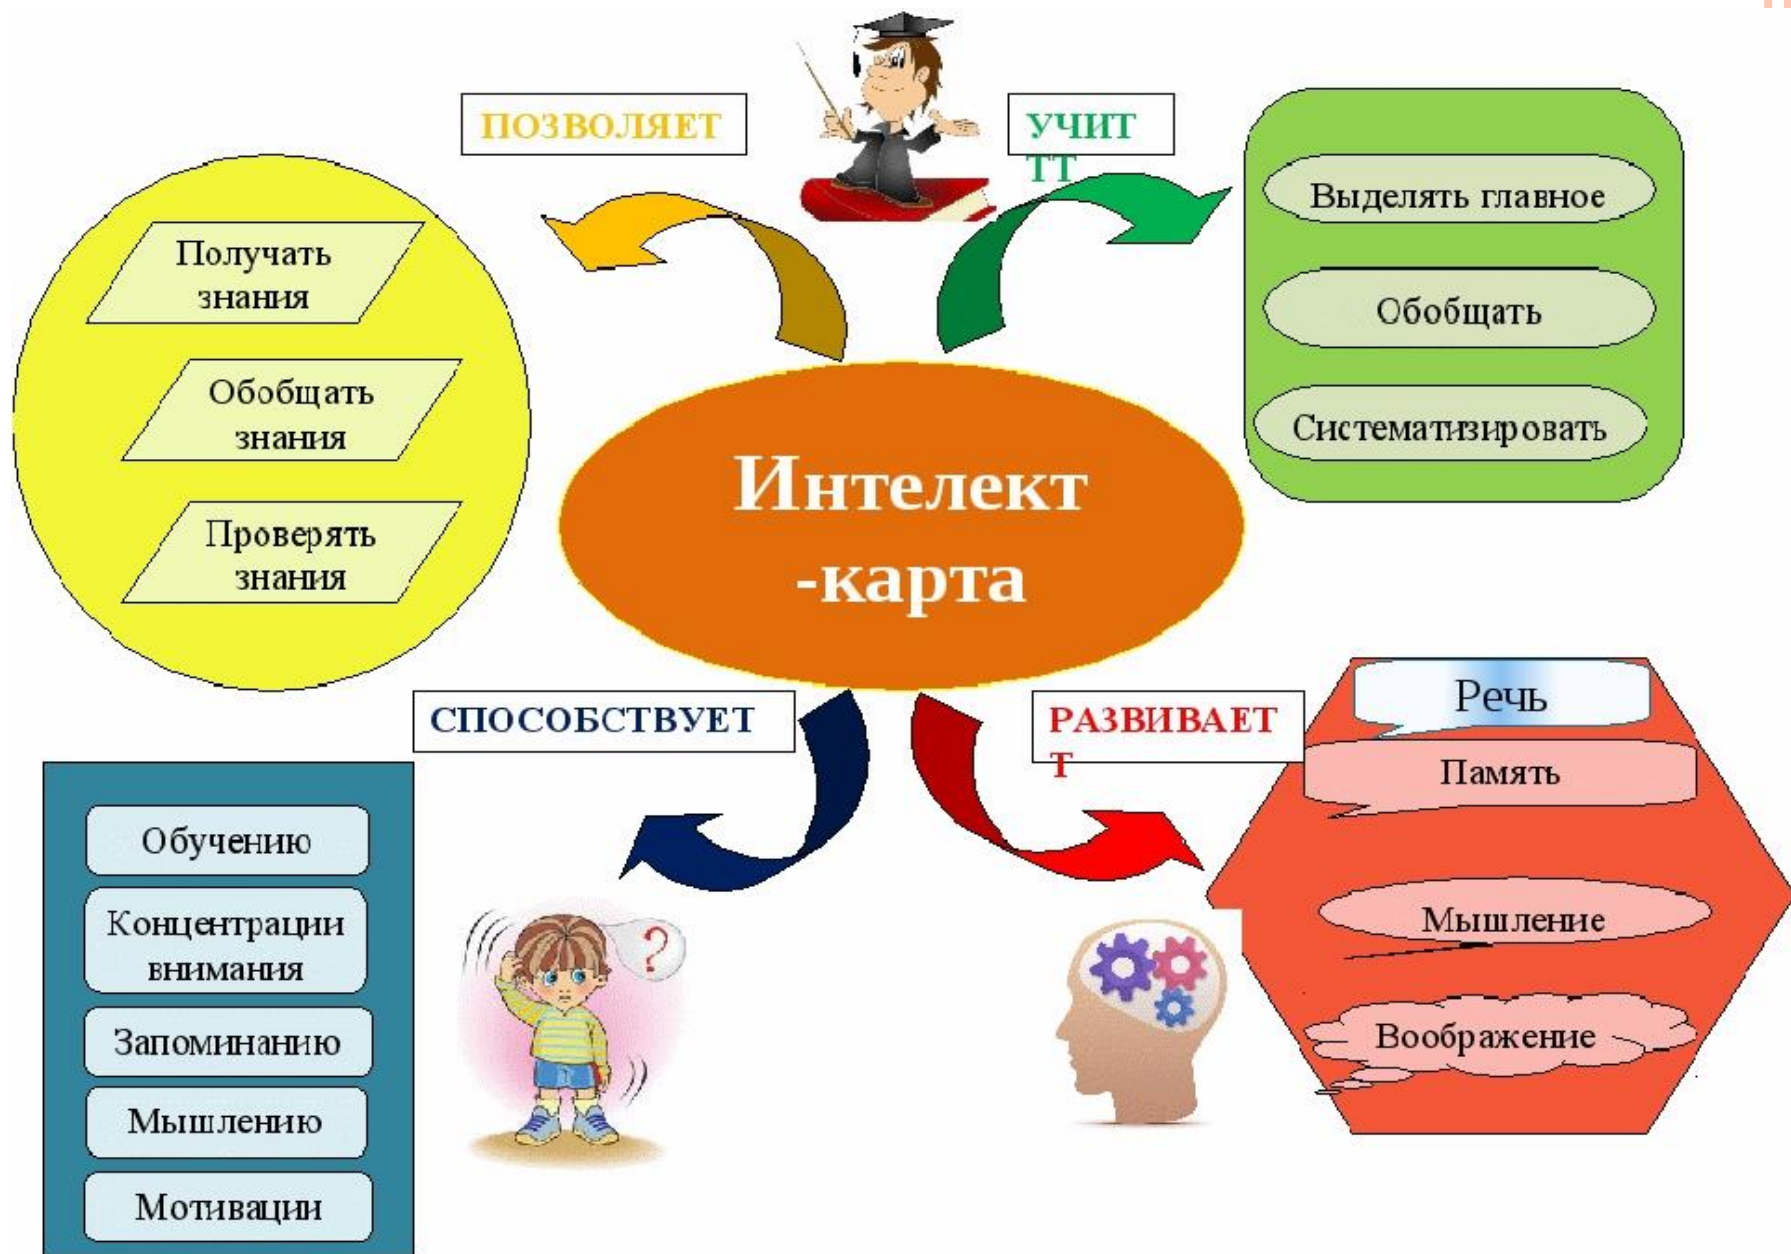 ПОЗВОЛЯЕТ
Получать
знания
Обобщать
знания
Проверять
знания
УЧИТ
ТТ
Выделять главное
Обобщать
Систематизировать
Интелект
-карта
СПОСОБСТВУЕТ
Обучению
Концентрации
внимания
Запоминанию
Мышлению
Мотивации
?
РАЗВИВАЕТ
Т
Речь
Память
Мышление
Воображение